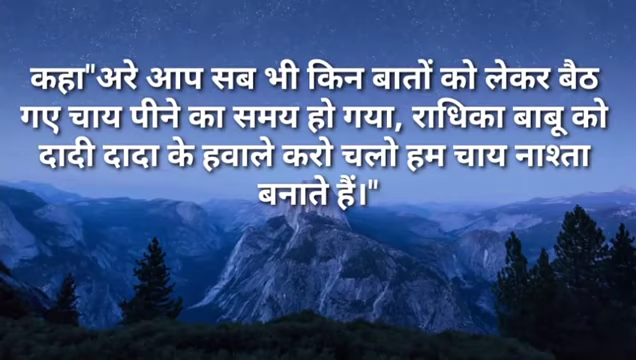 कहा"अरे आप सब भी किन बातों को लेकर बैठ
गए चाय पीने का समय हो गया, राधिका बाबू को
दादी दादा के हवाले करो चलो हम चाय नाश्ता
बनाते हैं।"